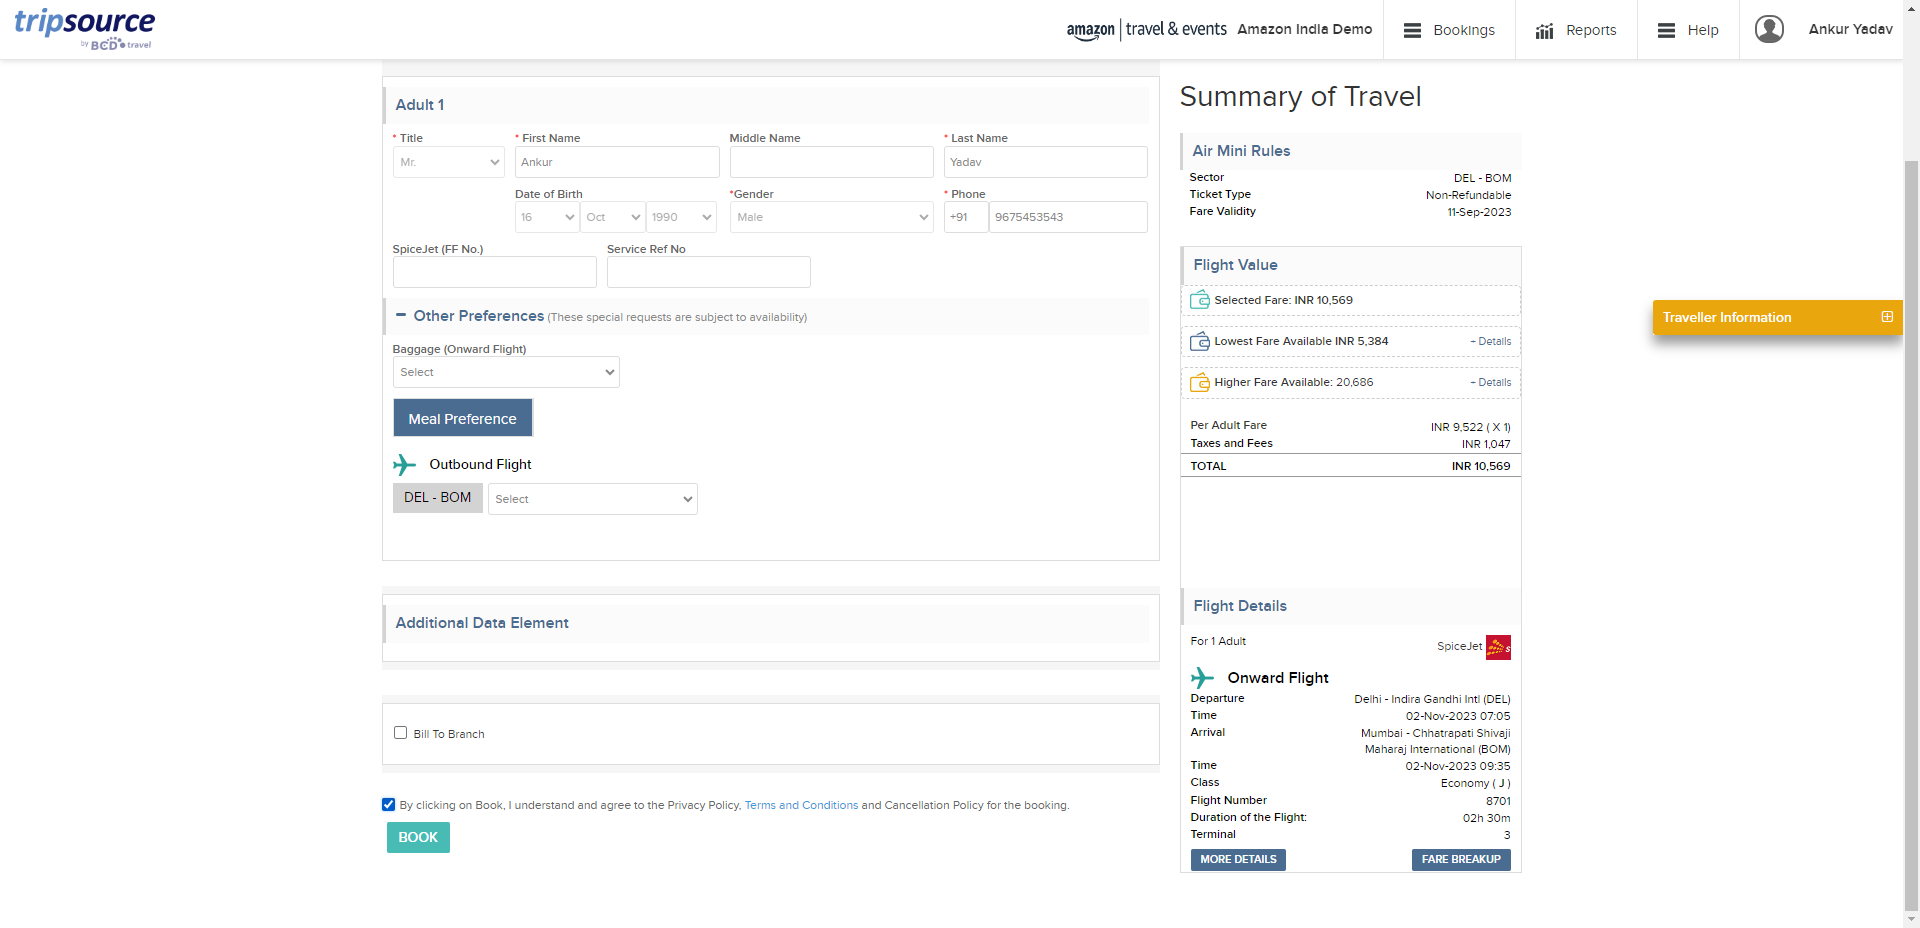 tripsource
by BCD travel
amazon travel & events
Amazon India Demo
Bookings
Reports
Help
Ankur Yadav
Adult 1
* Title
* First Name
Middle Name
* Last Name
Mr.
Ankur
Yadav
Date of Birth
*Gender
* Phone
16
Oct
1990
Male
+91
9675453543
SpiceJet (FF No.)
Service Ref No
Other Preferences (These special requests are subject to availability)
Baggage (Onward Flight)
Select
Meal Preference
Outbound Flight
DEL - BOM
Select
Additional Data Element
Bill To Branch
By clicking on Book, I understand and agree to the Privacy Policy, Terms and Conditions and Cancellation Policy for the booking.
BOOK
Summary of Travel
Air Mini Rules
Sector DEL - BOM
Ticket Type Non-Refundable
Fare Validity 11-Sep-2023
Flight Value
Selected Fare: INR 10,569
Lowest Fare Available INR 5,384 + Details
Higher Fare Available: 20,686 + Details
Per Adult Fare INR 9,522 ( X 1)
Taxes and Fees INR 1,047
TOTAL INR 10,569
Flight Details
For 1 Adult SpiceJet
Onward Flight
Departure Delhi - Indira Gandhi Intl (DEL)
Time 02-Nov-2023 07:05
Arrival Mumbai - Chhatrapati Shivaji
Maharaj International (BOM)
Time 02-Nov-2023 09:35
Class Economy ( J )
Flight Number 8701
Duration of the Flight: 02h 30m
Terminal 3
MORE DETAILS
FARE BREAKUP
Traveller Information